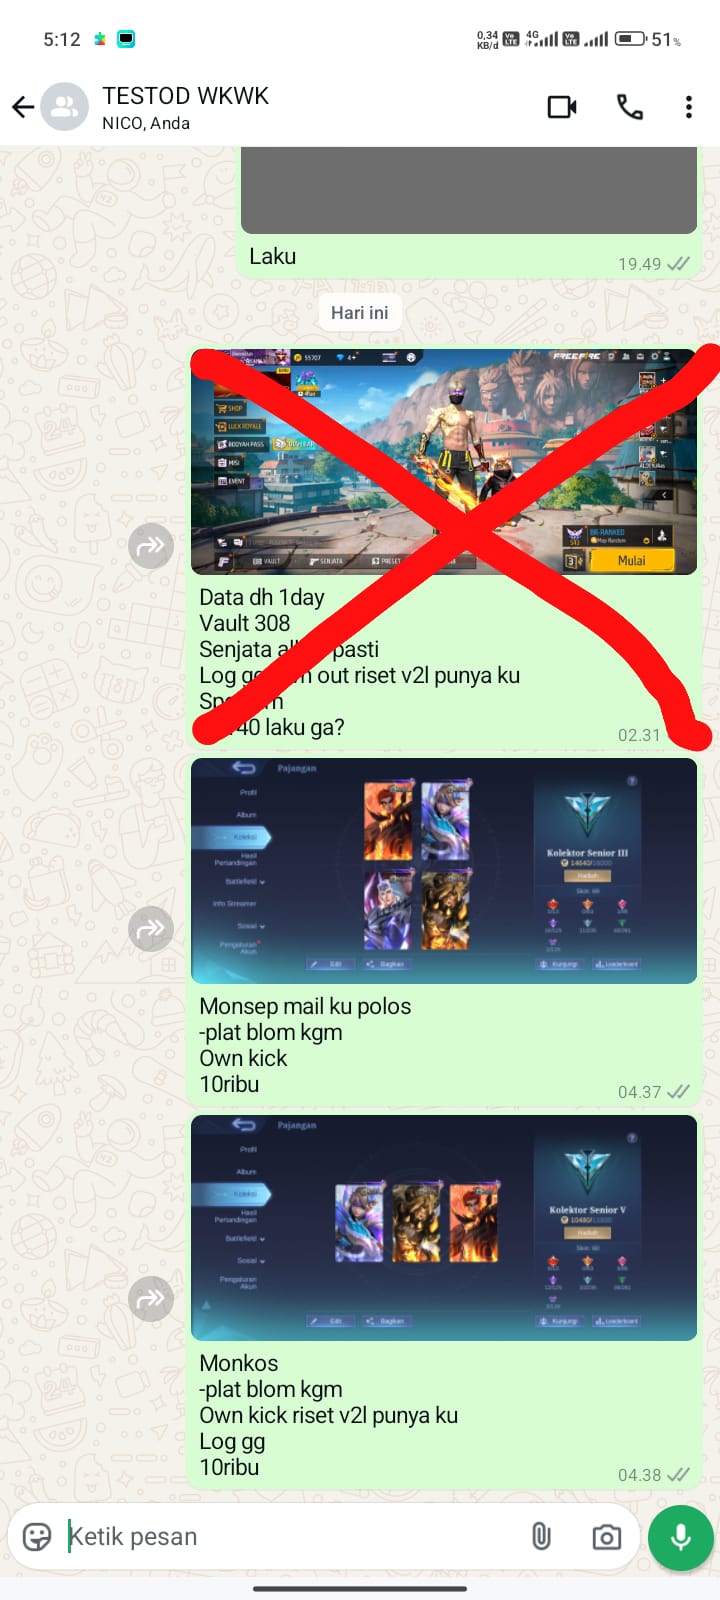 5:12
0,34
KB/d
Vo
LTE
4G
Vo
LTE
51%
TESTOD WKWK
NICO, Anda
Laku
19.49
Hari ini
55707
4+
FREE FIRE
SHOP
LUCK ROYALE
BOOYAH PASS
MISI
EVENT
BR-RANKED
VAULT
SENJATA
PRESET
Mulai
Data dh 1day
Vault 308
Senjata pasti
Log out riset v2l punya ku
40 laku ga?
02.31
Pajangan
Profil
Album
Koleksi
Hasil
Pertandingan
Battlefield
Info Streamer
Sosial
Pengaturan
Akun
Kolektor Senior III
Hadiah
Edit
Bagikan
Kunjungi
Leaderboard
Monsep mail ku polos
-plat blom kgm
Own kick
10ribu
04.37
Pajangan
Profil
Album
Koleksi
Hasil
Pertandingan
Battlefield
Sosial
Pengaturan
Akun
Kolektor Senior V
Hadiah
Edit
Bagikan
Kunjungi
Leaderboard
Monkos
-plat blom kgm
Own kick riset v2l punya ku
Log gg
10ribu
04.38
Ketik pesan